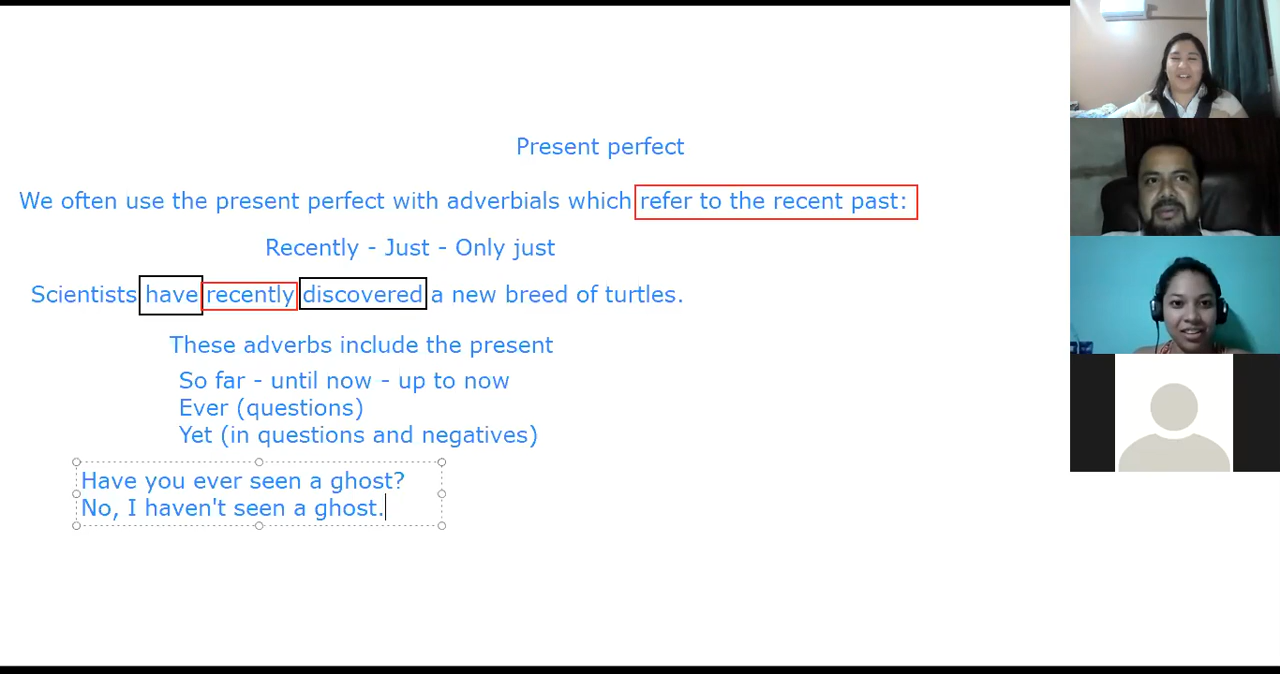 Present perfect
We often use the present perfect with adverbials which refer to the recent past:
Recently - Just - Only just
Scientists have recently discovered a new breed of turtles.
These adverbs include the present
So far - until now - up to now
Ever (questions)
Yet (in questions and negatives)
Have you ever seen a ghost?
No, I haven't seen a ghost.